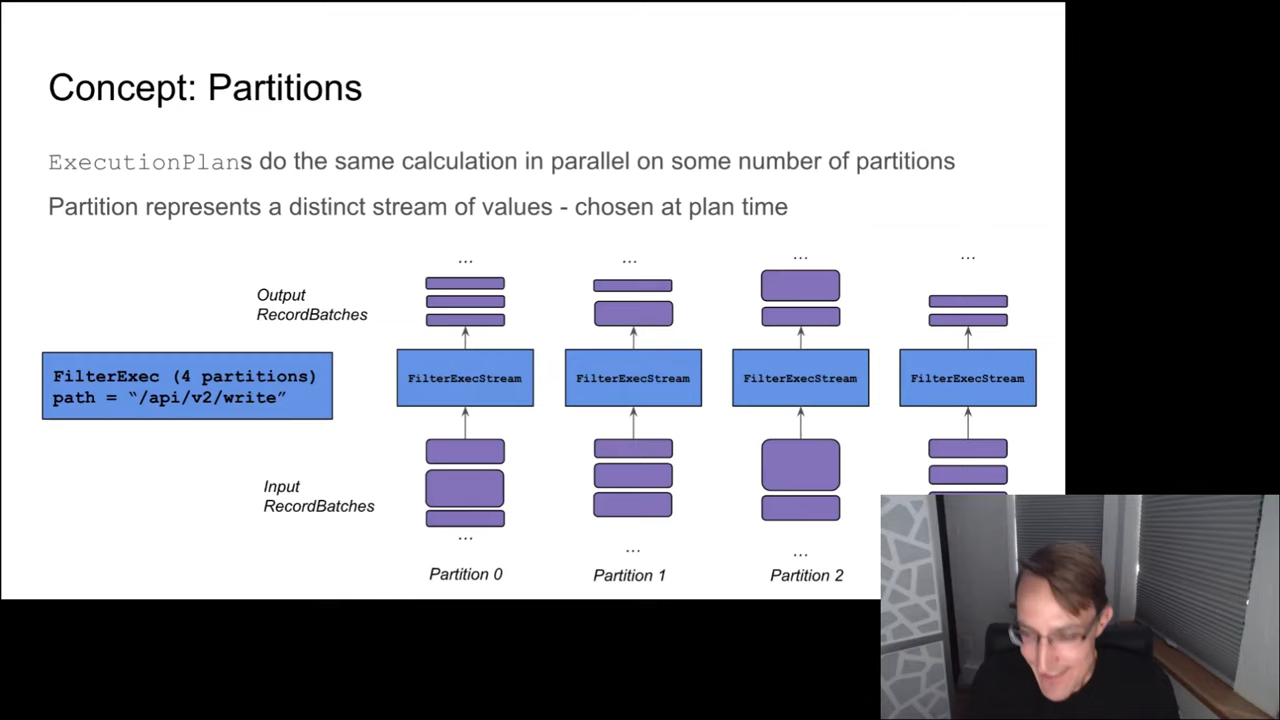 Concept: Partitions
ExecutionPlans do the same calculation in parallel on some number of partitions
Partition represents a distinct stream of values - chosen at plan time
... ... ... ...
Output
RecordBatches
FilterExec (4 partitions)
path = “/api/v2/write”
FilterExecStream FilterExecStream FilterExecStream FilterExecStream
Input
RecordBatches
... ... ...
Partition 0 Partition 1 Partition 2